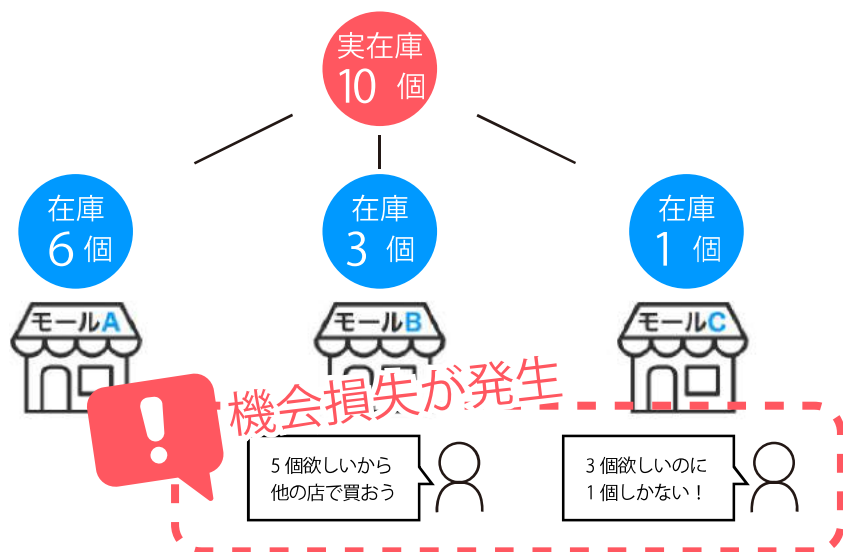 実在庫
10 個
在庫
6 個
在庫
3 個
在庫
1 個
モールA
モールB
モールC
!
機会損失が発生
5 個欲しいから
他の店で買おう
3 個欲しいのに
1 個しかない！